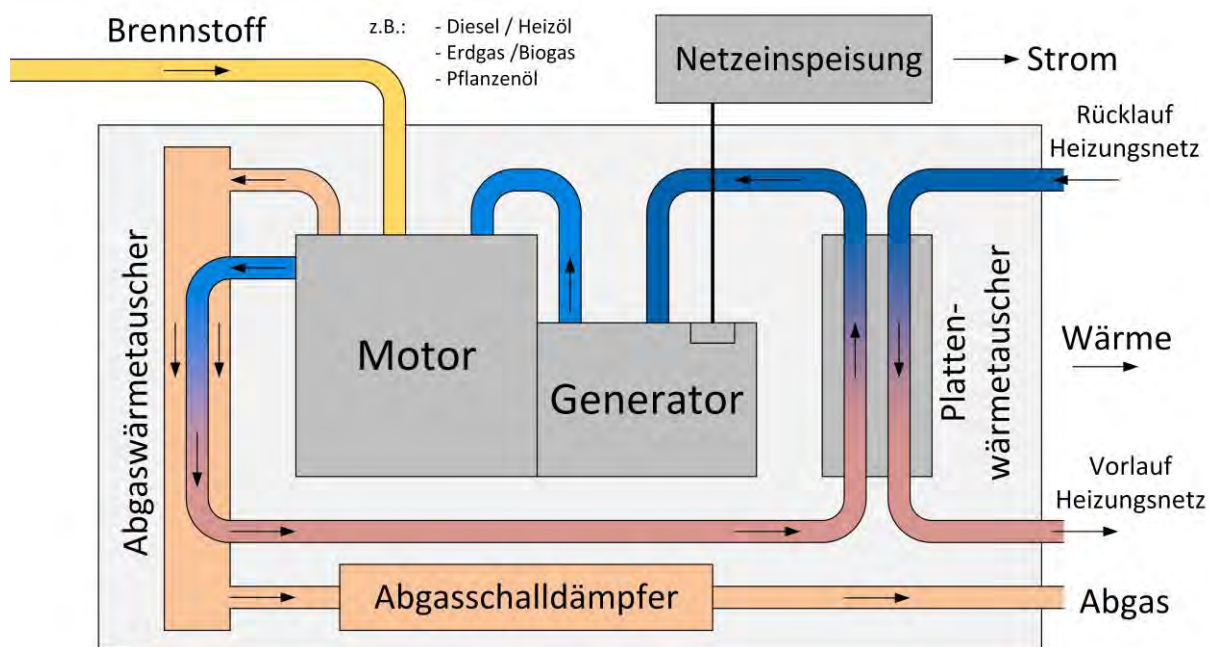 Brennstoff
z.B.: - Diesel / Heizöl
- Erdgas /Biogas
- Pflanzenöl
Netzeinspeisung
Strom
Rücklauf
Heizungsnetz
Abgaswärmetauscher
Motor
Generator
Platten-
wärmetauscher
Wärme
Vorlauf
Heizungsnetz
Abgasschalldämpfer
Abgas